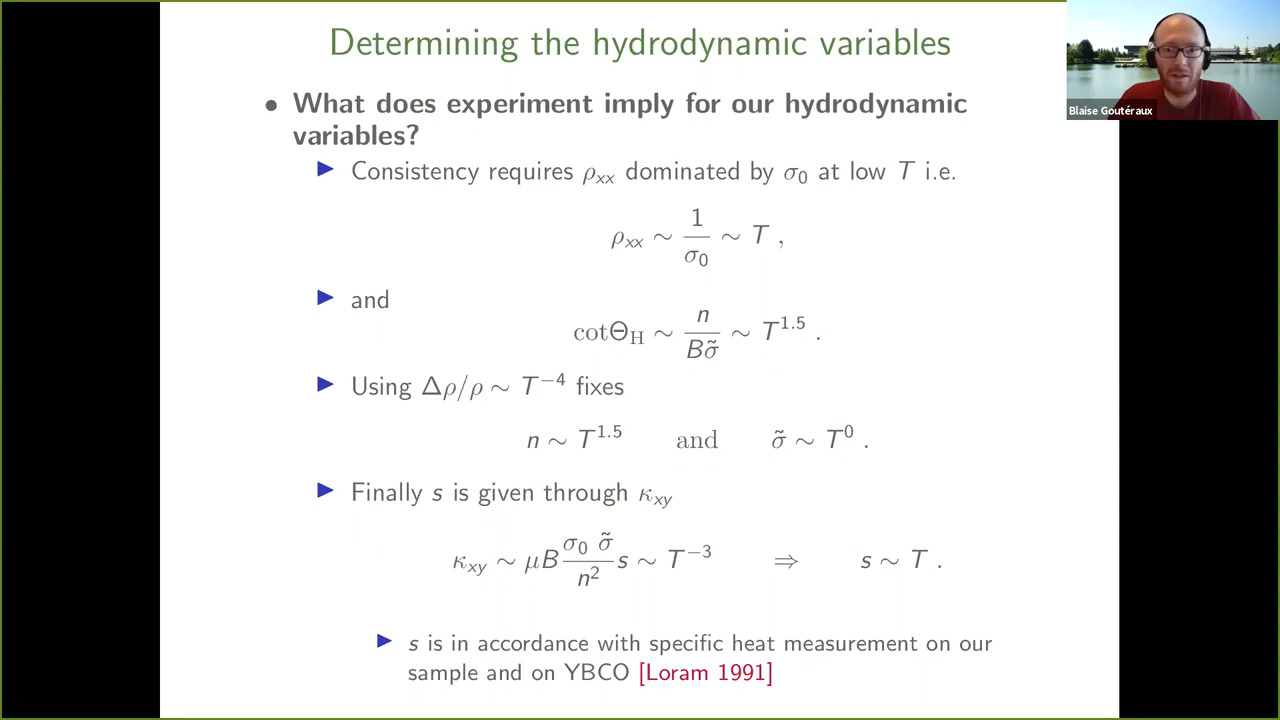 Determining the hydrodynamic variables
• What does experiment imply for our hydrodynamic
variables?
▶ Consistency requires ρxx dominated by σ0 at low T i.e.
ρxx ∼ 1/σ0 ∼ T ,
▶ and
cotΘH ∼ n/Bσ̃ ∼ T^1.5 .
▶ Using Δρ/ρ ∼ T^−4 fixes
n ∼ T^1.5 and σ̃ ∼ T^0 .
▶ Finally s is given through κxy
κxy ∼ μB σ0 σ̃/n^2 s ∼ T^−3 ⇒ s ∼ T .
▶ s is in accordance with specific heat measurement on our
sample and on YBCO [Loram 1991]
Blaise Goutéraux